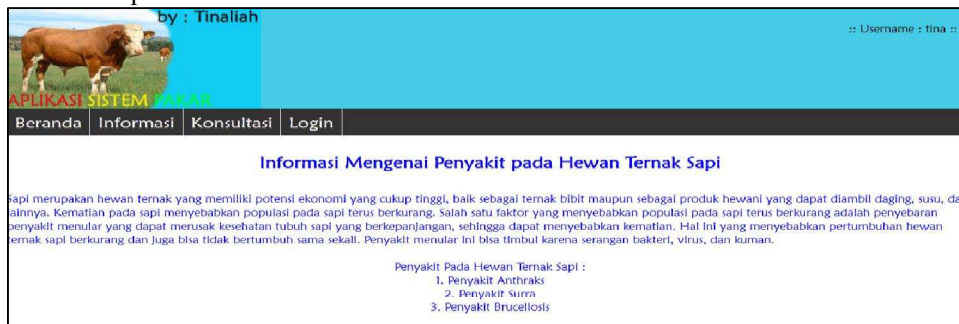 by : Tinaliah
:: Username : tina ::
APLIKASI SISTEM PAKAR
Beranda Informasi Konsultasi Login
Informasi Mengenai Penyakit pada Hewan Ternak Sapi
Sapi merupakan hewan ternak yang memiliki potensi ekonomi yang cukup tinggi, baik sebagai ternak bibit maupun sebagai produk hewani yang dapat diambil daging, susu, da
lainnya. Kematian pada sapi menyebabkan populasi pada sapi terus berkurang. Salah satu faktor yang menyebabkan populasi pada sapi terus berkurang adalah penyebaran
penyakit menular yang dapat merusak kesehatan tubuh sapi yang berkepanjangan, sehingga dapat menyebabkan kematian. Hal ini yang menyebabkan pertumbuhan hewan
ternak sapi berkurang dan juga bisa tidak bertumbuh sama sekali. Penyakit menular ini bisa timbul karena serangan bakteri, virus, dan kuman.
Penyakit Pada Hewan Ternak Sapi :
1. Penyakit Anthraks
2. Penyakit Surra
3. Penyakit Brucellosis